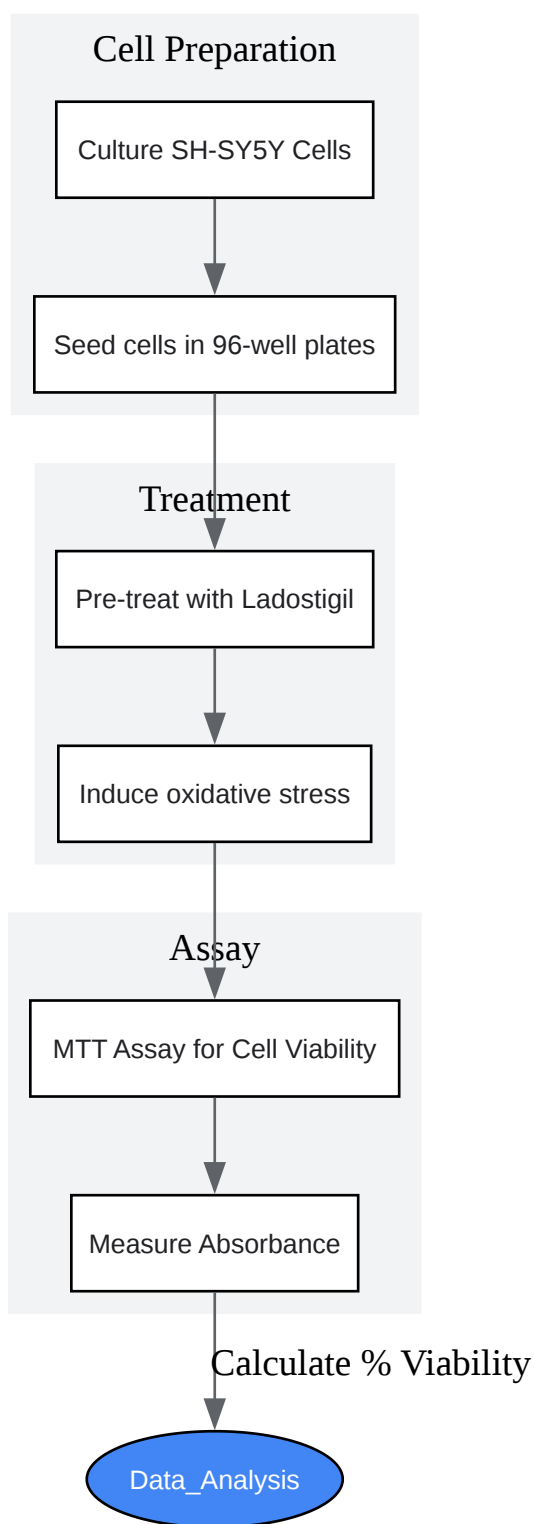 Cell Preparation
Culture SH-SY5Y Cells
Seed cells in 96-well plates
Treatment
Pre-treat with Ladostigil
Induce oxidative stress
Assay
MTT Assay for Cell Viability
Measure Absorbance
Calculate % Viability
Data_Analysis